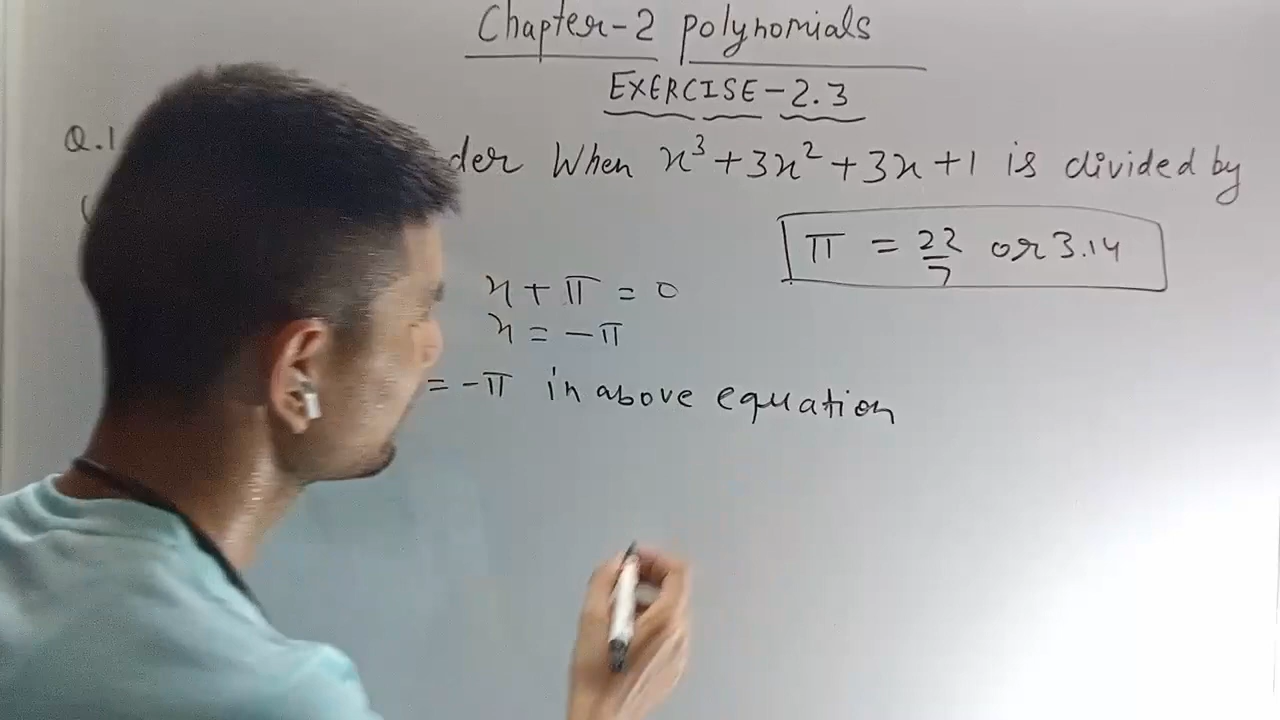 Chapter-2 polynomials
EXERCISE-2.3
Q.1 der When x³+3x²+3x+1 is divided by
π = 22/7 or 3.14
x + π = 0
x = -π
= -π in above equation